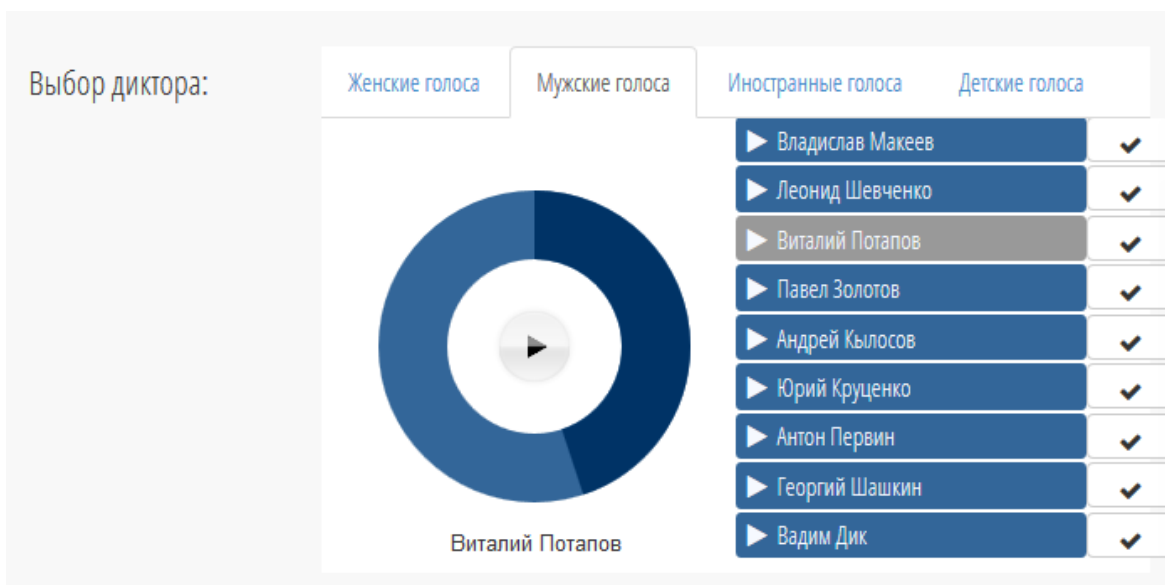 Выбор диктора:
Женские голоса
Мужские голоса
Иностранные голоса
Детские голоса
Владислав Макеев
Леонид Шевченко
Виталий Потапов
Павел Золотов
Андрей Кылосов
Юрий Круценко
Антон Первин
Георгий Шашкин
Вадим Дик
Виталий Потапов